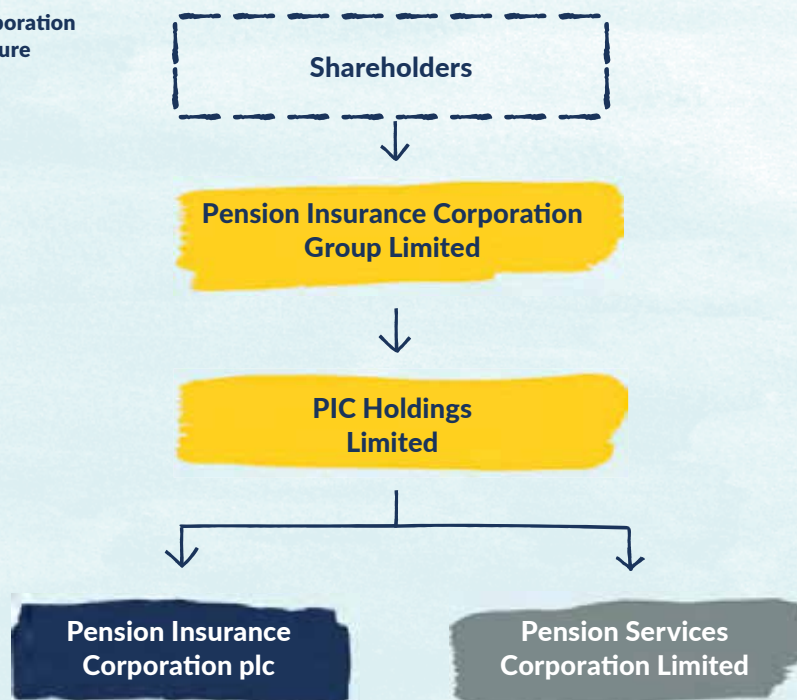 Shareholders
Pension Insurance Corporation
Group Limited
PIC Holdings
Limited
Pension Insurance
Corporation plc
Pension Services
Corporation Limited